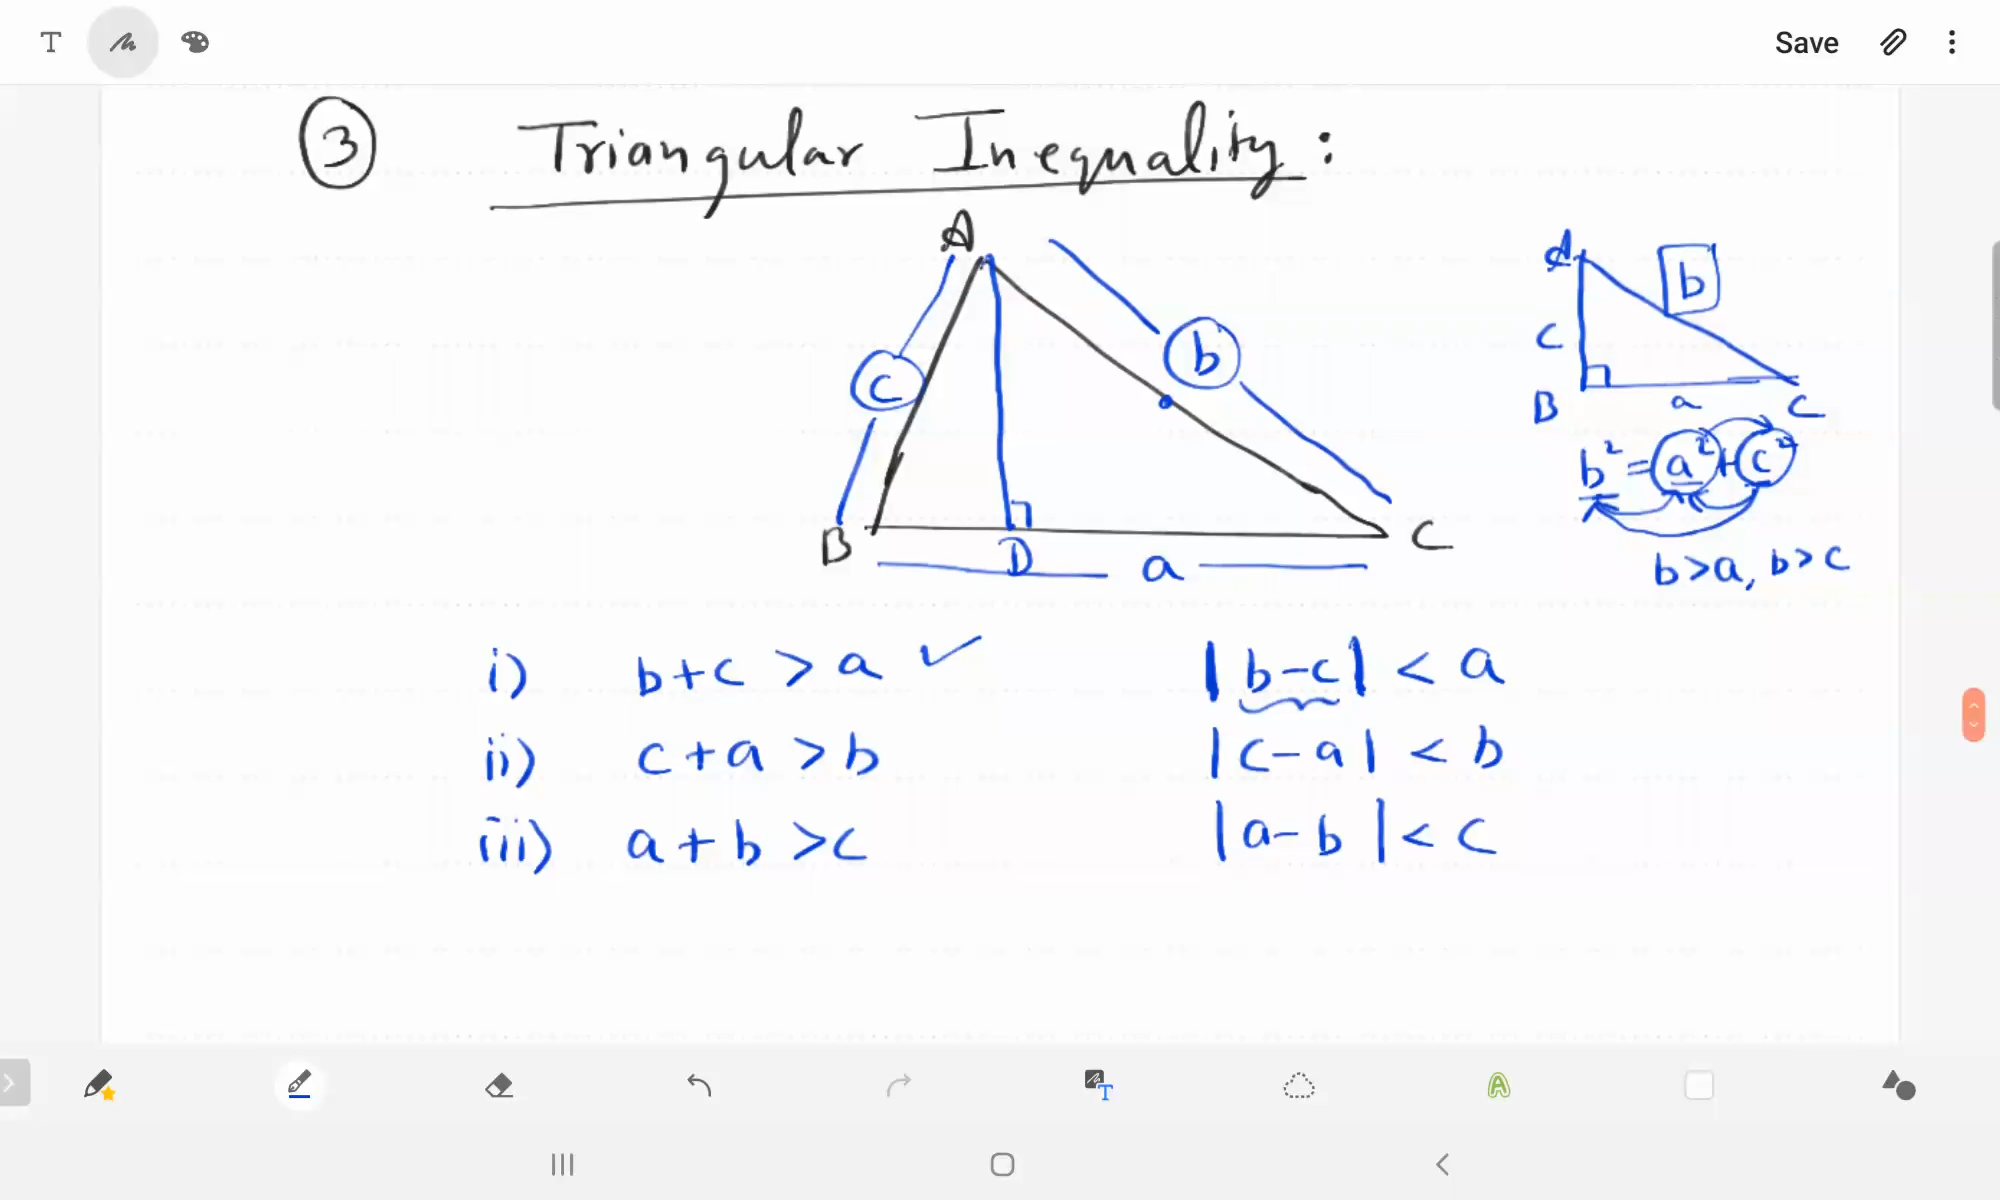 T Save
③ Triangular Inequality:
A
c b
B D a C
A b
c
B a C
b² = a² + c²
b>a, b>c
i) b+c > a ✓ |b-c| < a
ii) c+a > b |c-a| < b
iii) a+b >c |a-b| < c
T A